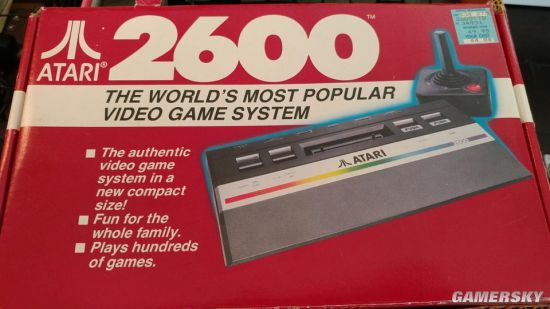 2600™
ATARI®
THE WORLD'S MOST POPULAR
VIDEO GAME SYSTEM
■ The authentic
video game
system in a
new compact
size!
■ Fun for the
whole family.
■ Plays hundreds
of games.
ATARI
2600
GAMERSKY